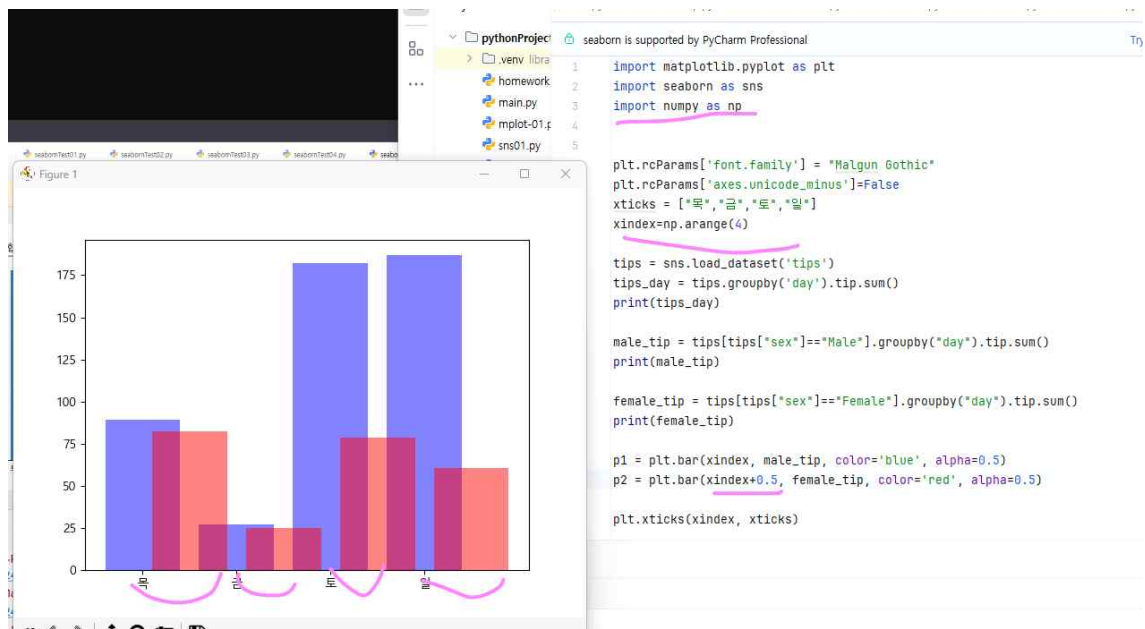 pythonProject
.venv libra
homework
main.py
mplot-01.p
sns01.py
seaborn is supported by PyCharm Professional
Try
1
2
3
4
5
import matplotlib.pyplot as plt
import seaborn as sns
import numpy as np
plt.rcParams['font.family'] = "Malgun Gothic"
plt.rcParams['axes.unicode_minus']=False
xticks = ["목","금","토","일"]
xindex=np.arange(4)
tips = sns.load_dataset('tips')
tips_day = tips.groupby('day').tip.sum()
print(tips_day)
male_tip = tips[tips["sex"]=="Male"].groupby("day").tip.sum()
print(male_tip)
female_tip = tips[tips["sex"]=="Female"].groupby("day").tip.sum()
print(female_tip)
p1 = plt.bar(xindex, male_tip, color='blue', alpha=0.5)
p2 = plt.bar(xindex+0.5, female_tip, color='red', alpha=0.5)
plt.xticks(xindex, xticks)
seabornTest01.py seabornTest02.py seabornTest03.py seabornTest04.py seabo
Figure 1
175
150
125
100
75
50
25
0
목 금 토 일